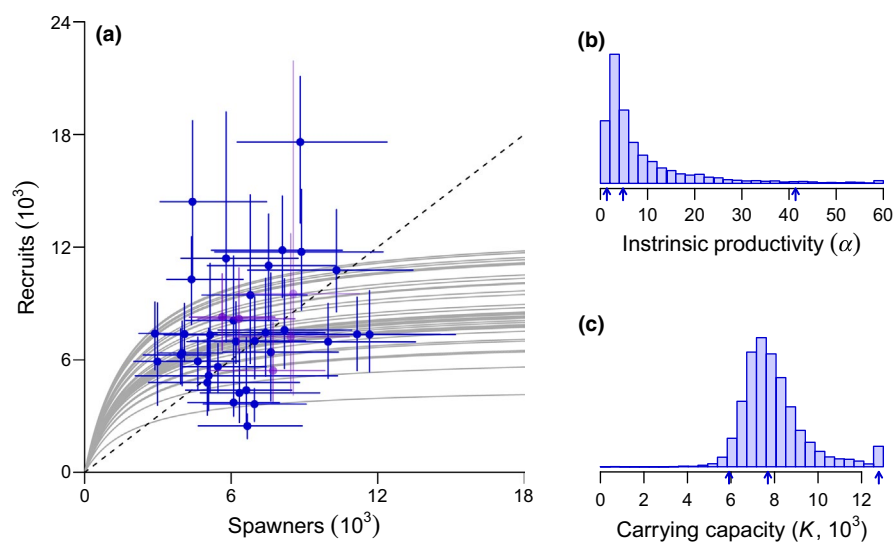 (a)
24
18
12
6
0
Recruits (10³)
0 6 12 18
Spawners (10³)
(b)
0 10 20 30 40 50 60
Instrinsic productivity (α)
(c)
0 2 4 6 8 10 12
Carrying capacity (K, 10³)